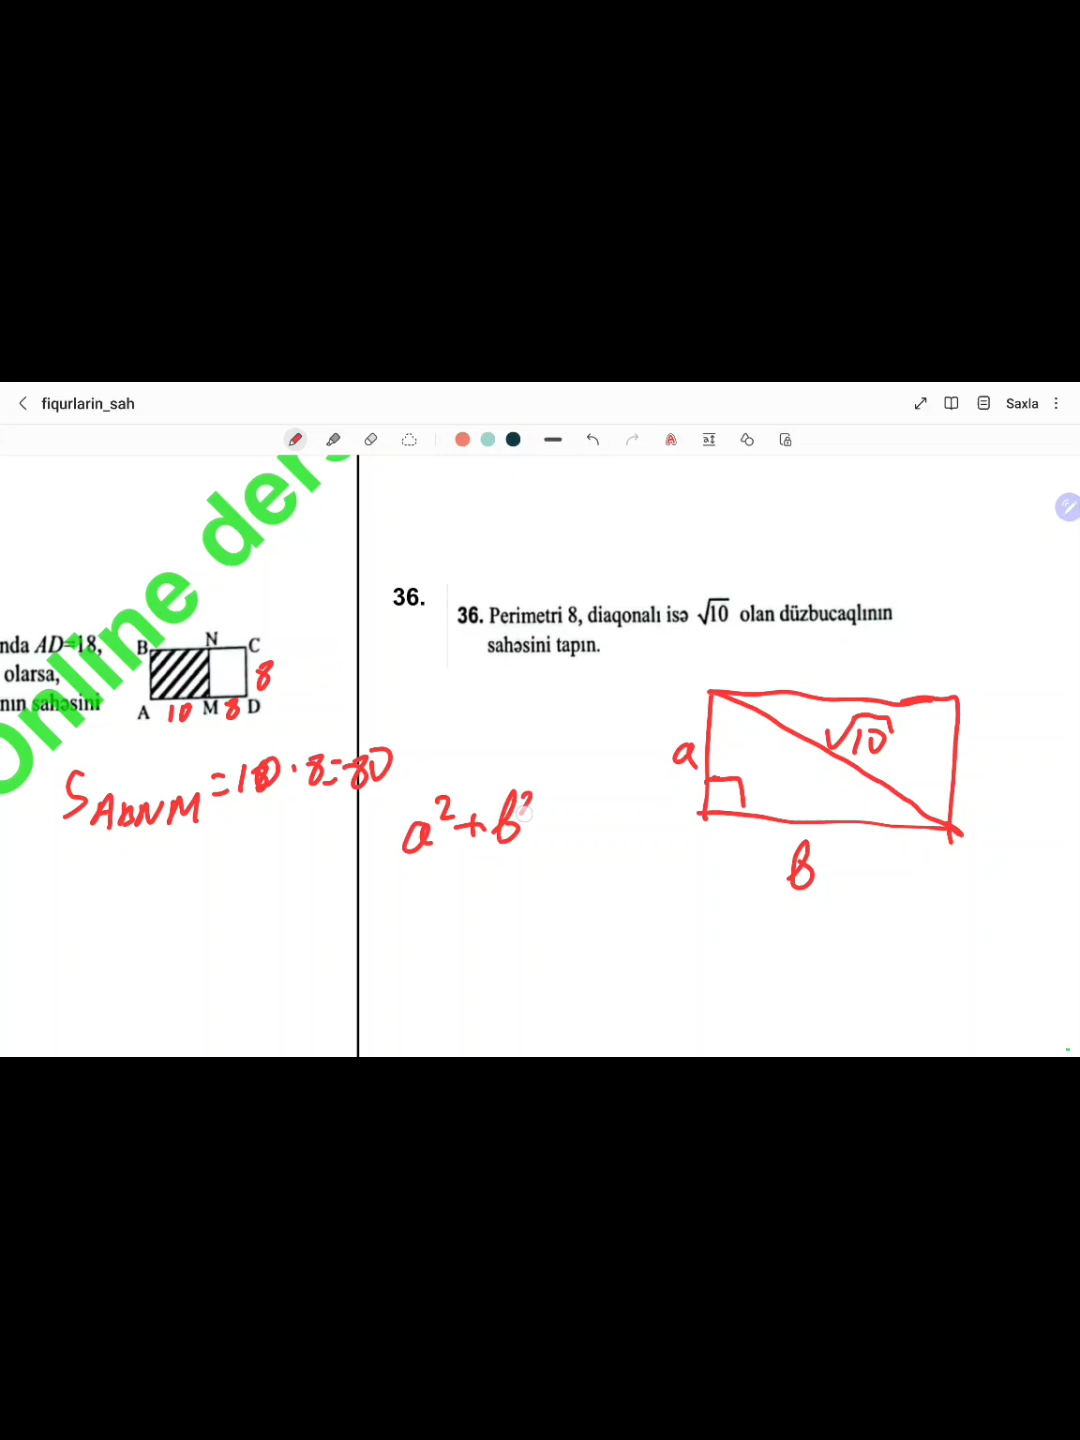 fiqurlarin_sah
Saxla
Online ders
nda AD=18,
olarsa,
nın sahəsini
B N C
8
A 10 M 8 D
S ABNM = 10 · 8 = 80
36.
36. Perimetri 8, diaqonalı isə √10 olan düzbucaqlının
sahəsini tapın.
√10
a
b
a² + b²